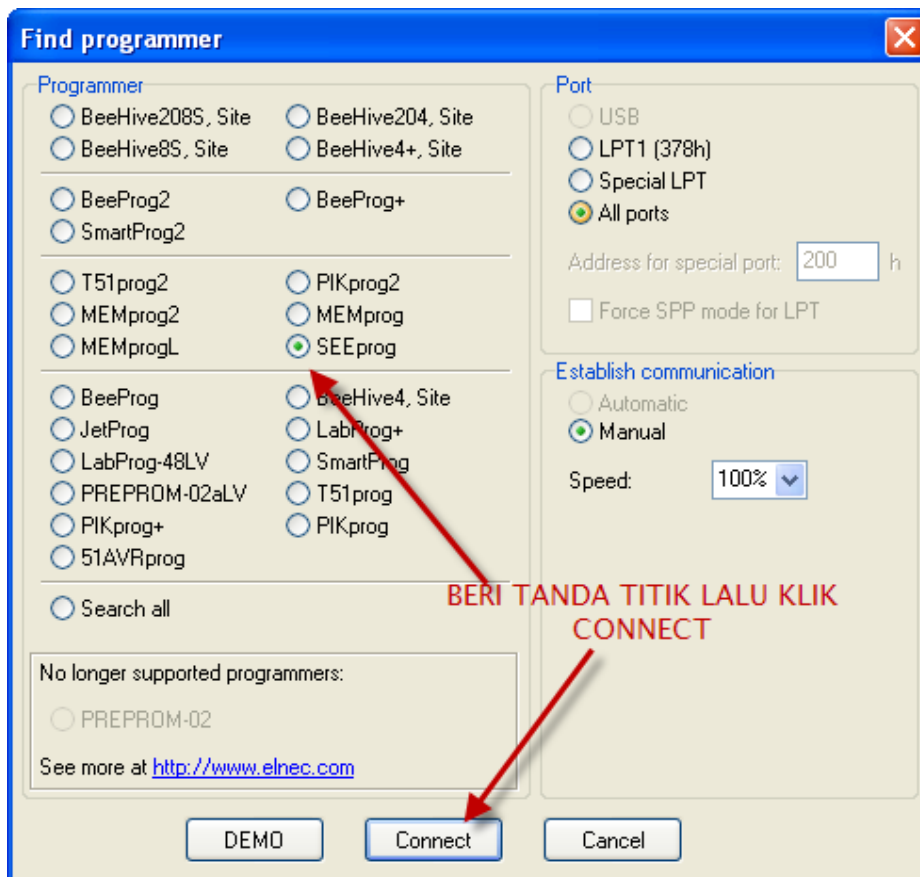 Find programmer
Programmer
BeeHive208S, Site
BeeHive204, Site
BeeHive8S, Site
BeeHive4+, Site
BeeProg2
BeeProg+
SmartProg2
T51prog2
PIKprog2
MEMprog2
MEMprog
MEMprogL
SEEprog
BeeProg
BeeHive4, Site
JetProg
LabProg+
LabProg-48LV
SmartProg
PREPROM-02aLV
T51prog
PIKprog+
PIKprog
51AVRprog
Search all
No longer supported programmers:
PREPROM-02
See more at http://www.elnec.com
Port
USB
LPT1 (378h)
Special LPT
All ports
Address for special port: 200 h
Force SPP mode for LPT
Establish communication
Automatic
Manual
Speed: 100%
BERI TANDA TITIK LALU KLIK
CONNECT
DEMO
Connect
Cancel